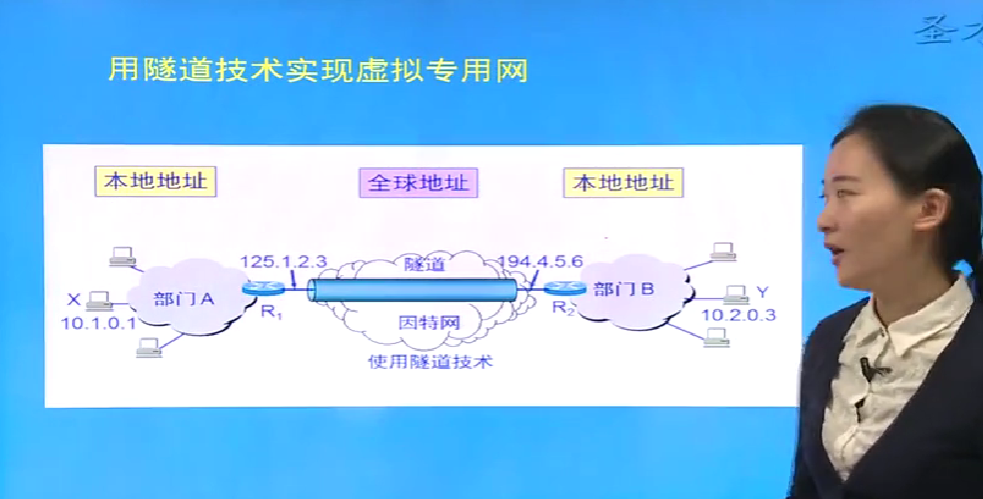 圣才
用隧道技术实现虚拟专用网
本地地址
全球地址
本地地址
125.1.2.3
隧道
194.4.5.6
X
部门A
部门B
Y
10.1.0.1
R1
因特网
R2
10.2.0.3
使用隧道技术